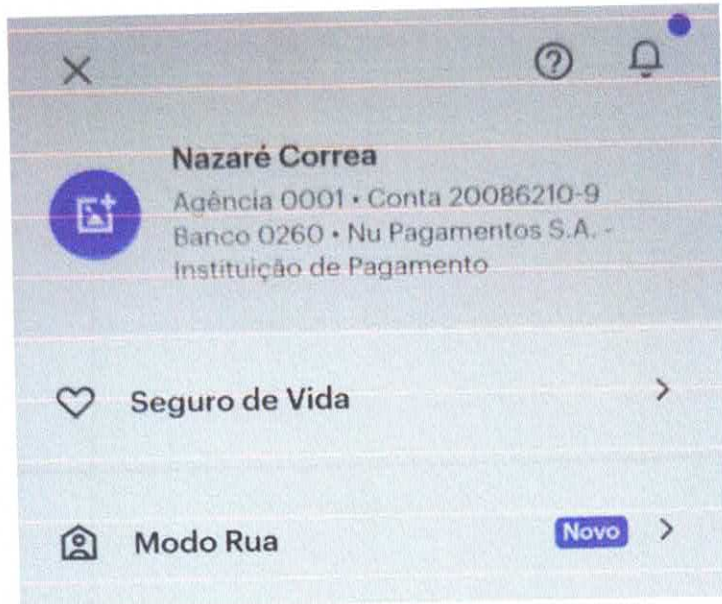 Nazaré Correa
Agência 0001 • Conta 20086210-9
Banco 0260 • Nu Pagamentos S.A. -
Instituição de Pagamento
Seguro de Vida
Modo Rua
Novo